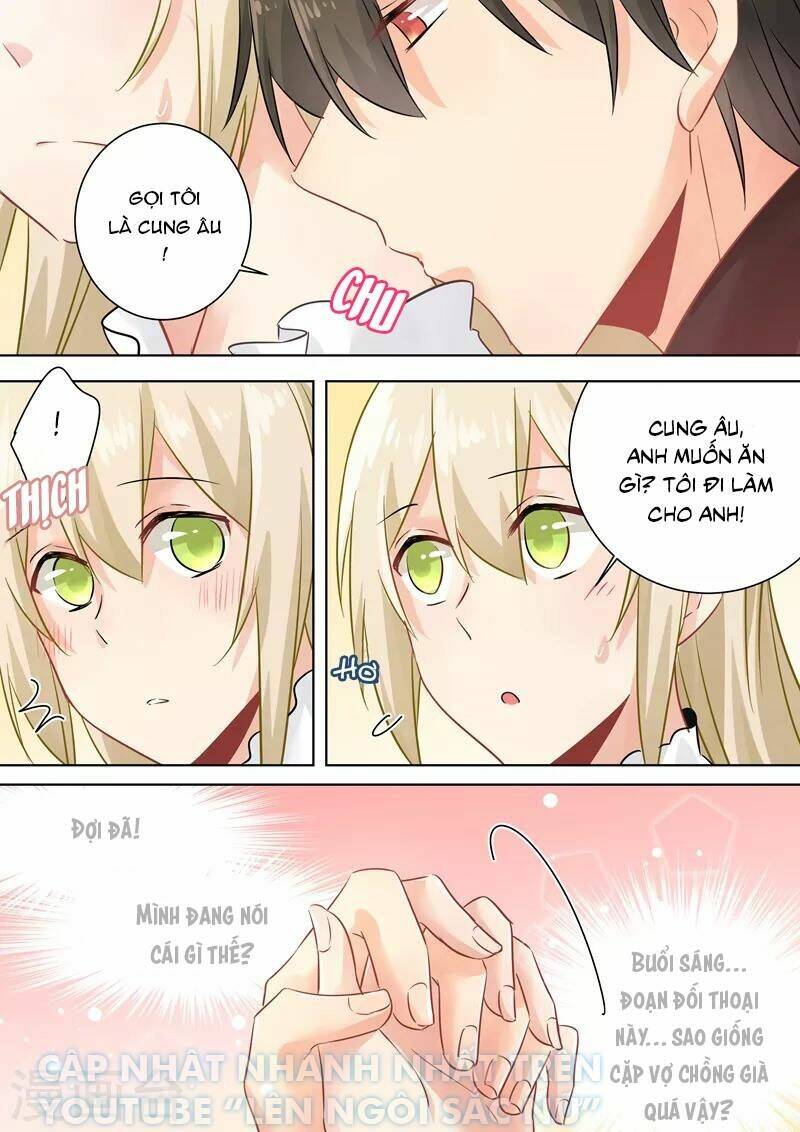 GỌI TÔI
LÀ CUNG ÂU
!
CHU
!
THỊCH
CUNG ÂU,
ANH MUỐN ĂN
GÌ? TÔI ĐI LÀM
CHO ANH!
HƠ
ĐỢI ĐÃ!
MÌNH ĐANG NÓI
CÁI GÌ THẾ?
BUỔI SÁNG...
ĐOẠN ĐỐI THOẠI
NÀY... SAO GIỐNG
CẶP VỢ CHỒNG GIÀ
QUÁ VẬY?
CẬP NHẬT NHANH NHẤT TRÊN
YOUTUBE "LÊN NGÔI SẮC NỮ"